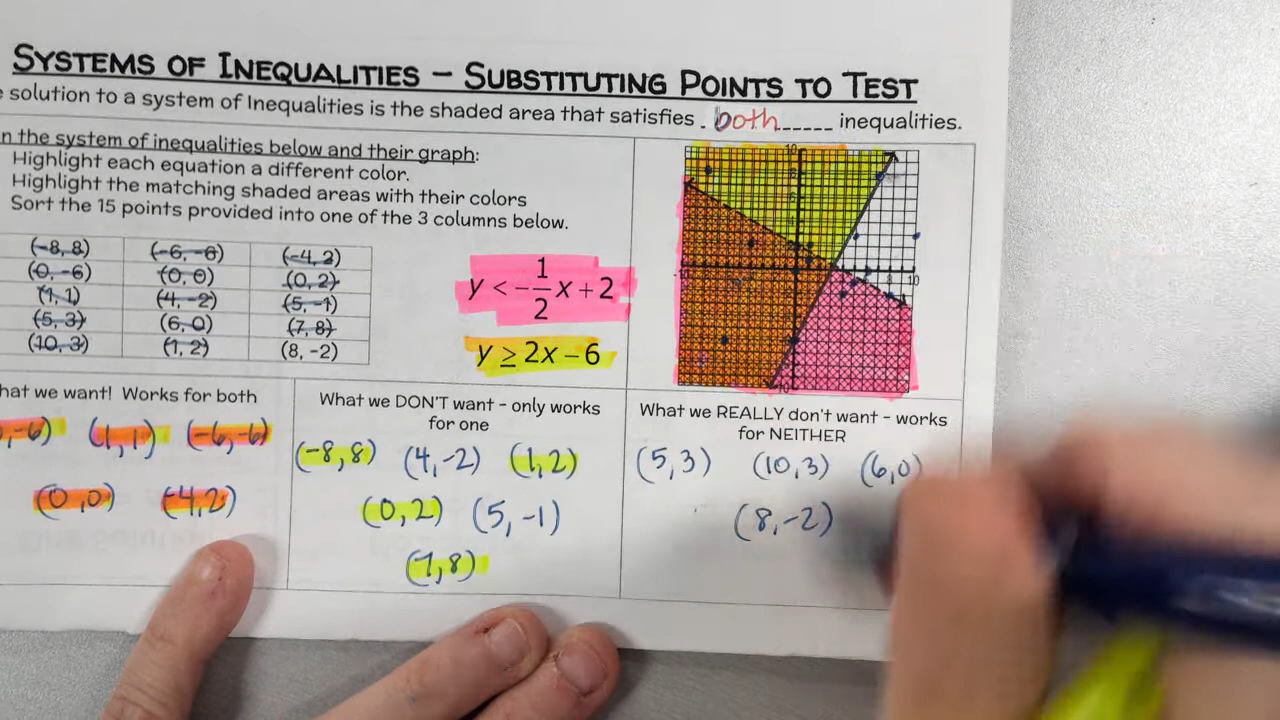 SYSTEMS OF INEQUALITIES – SUBSTITUTING POINTS TO TEST
solution to a system of Inequalities is the shaded area that satisfies both inequalities.
the system of inequalities below and their graph:
Highlight each equation a different color.
Highlight the matching shaded areas with their colors
Sort the 15 points provided into one of the 3 columns below.
(-8, 8) (-6, -6) (-4, 2)
(0, -6) (0, 0) (0, 2)
(1, 1) (4, -2) (5, -1)
(5, 3) (6, 0) (7, 8)
(10, 3) (1, 2) (8, -2)
y < -1/2x + 2
y ≥ 2x – 6
10
10
we want! Works for both
(1,1) (-6,-6)
(0,0) (-4,2)
What we DON'T want – only works
for one
(-8,8) (4,-2) (1,2)
(0,2) (5,-1)
(7,8)
What we REALLY don't want – works
for NEITHER
(5,3) (10,3) (6,0)
(8,-2)